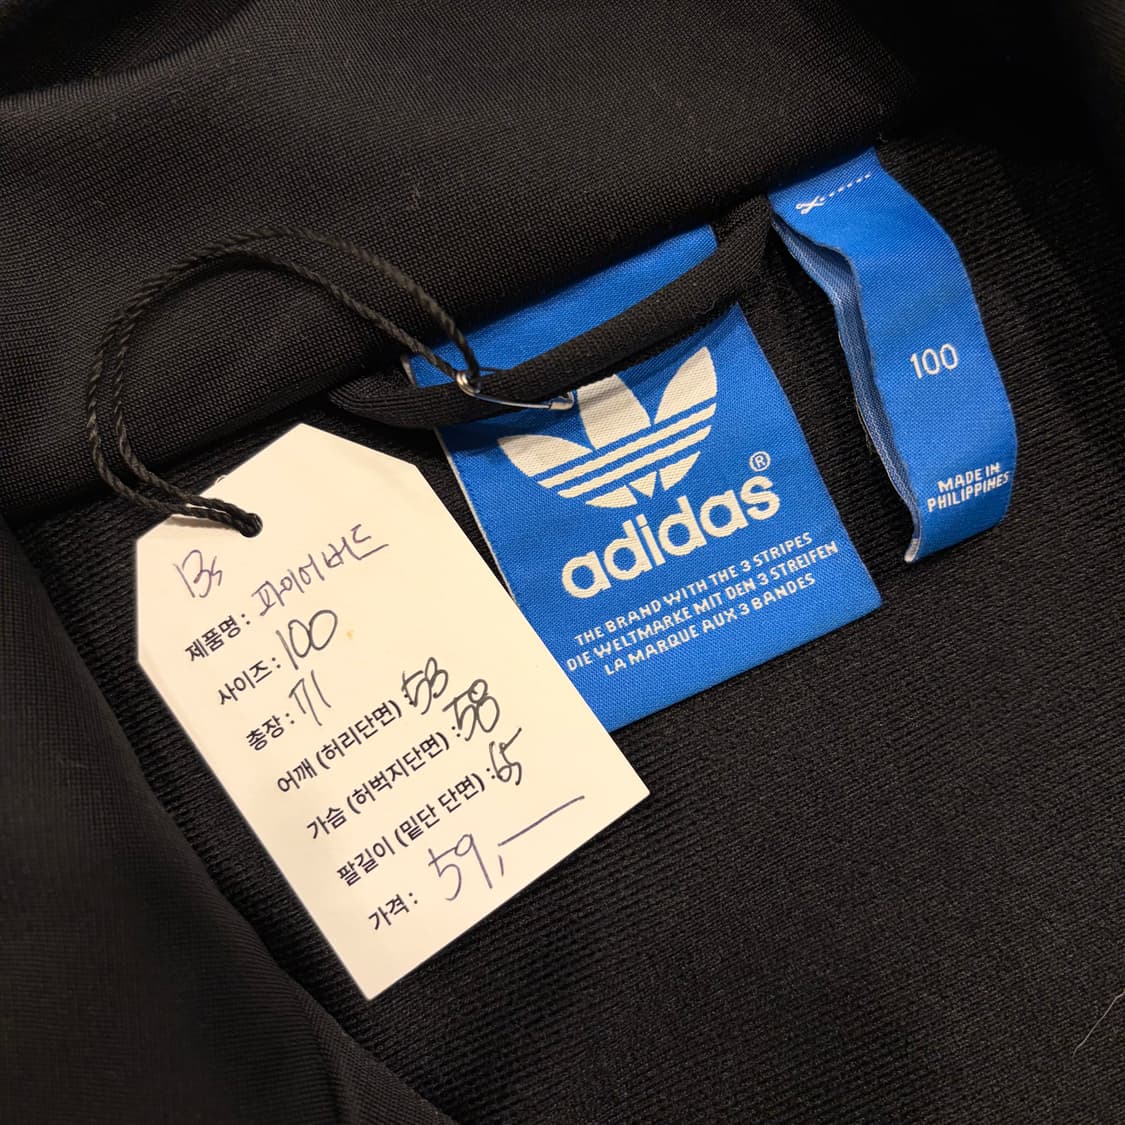 13s
제품명 : 파이어버드
사이즈 : 100
총장 : 71
어깨 (허리단면) : 53
가슴 (허벅지단면) : 58
팔길이 (밑단 단면) : 65
가격 : 59,—
adidas®
THE BRAND WITH THE 3 STRIPES
DIE WELTMARKE MIT DEN 3 STREIFEN
LA MARQUE AUX 3 BANDES
100
MADE IN
PHILIPPINES